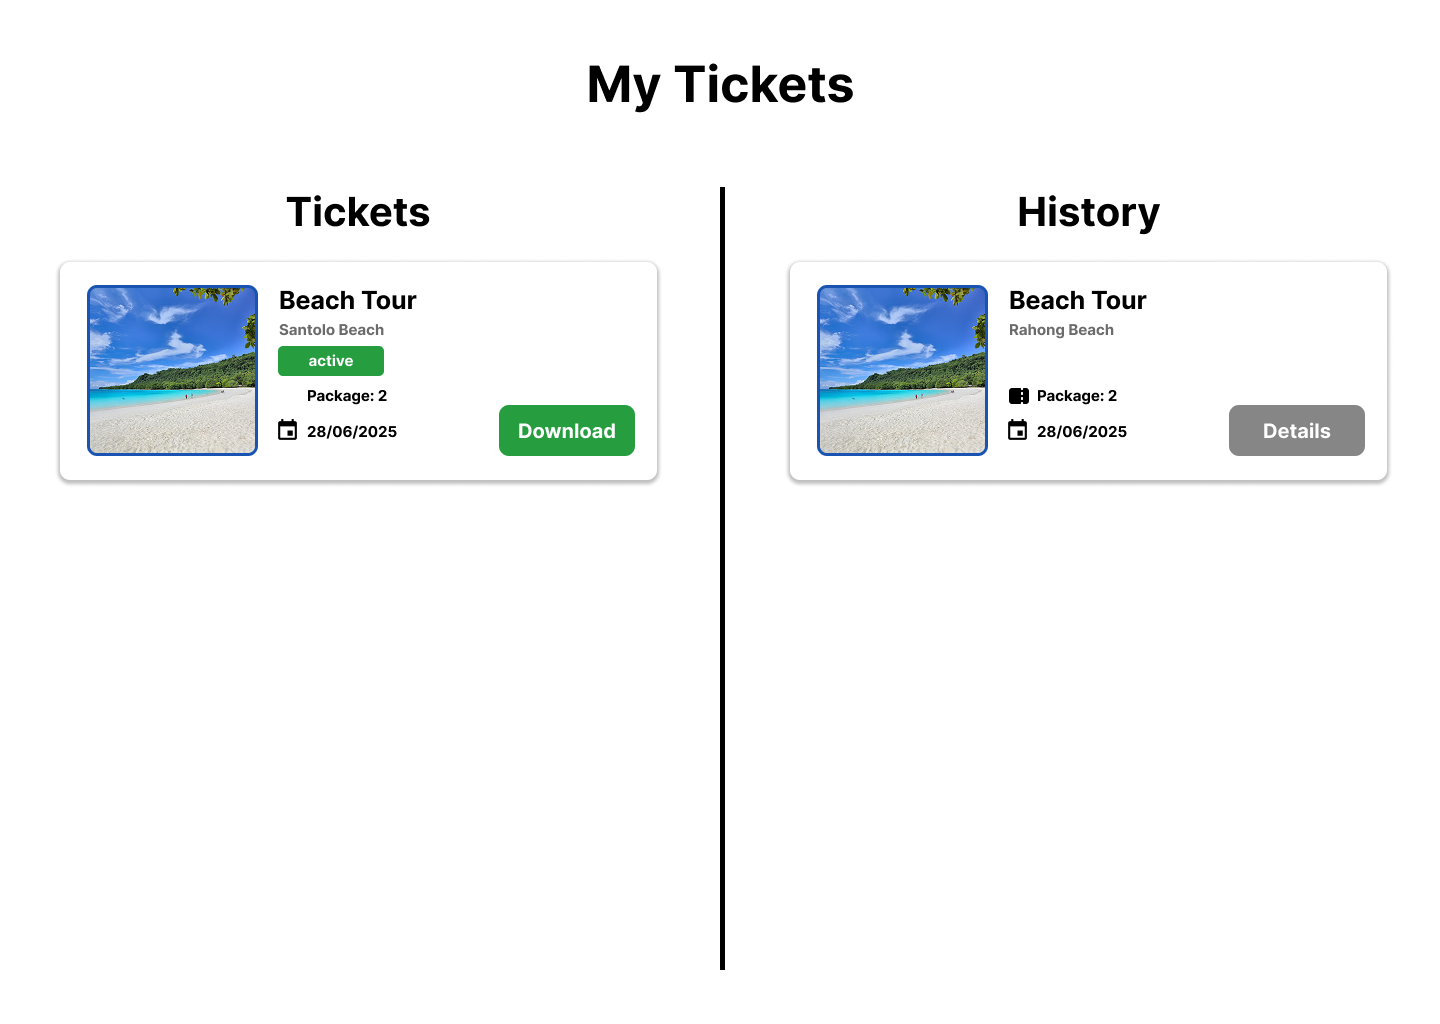 My Tickets
Tickets
Beach Tour
Santolo Beach
active
Package: 2
28/06/2025
Download
History
Beach Tour
Rahong Beach
Package: 2
28/06/2025
Details